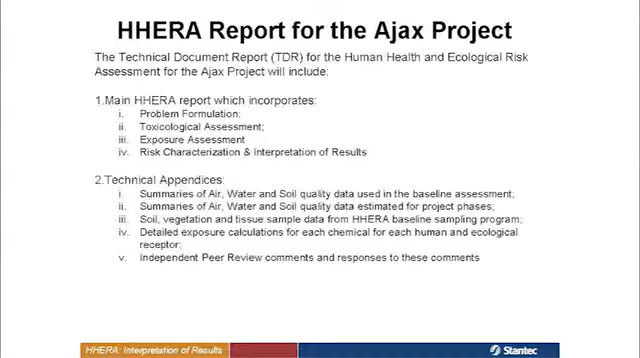 HHERA Report for the Ajax Project
The Technical Document Report (TDR) for the Human Health and Ecological Risk
Assessment for the Ajax Project will include:
1.Main HHERA report which incorporates:
i. Problem Formulation;
ii. Toxicological Assessment;
iii. Exposure Assessment
iv. Risk Characterization & Interpretation of Results
2.Technical Appendices:
i. Summaries of Air, Water and Soil quality data used in the baseline assessment;
ii. Summaries of Air, Water and Soil quality data estimated for project phases;
iii. Soil, vegetation and tissue sample data from HHERA baseline sampling program;
iv. Detailed exposure calculations for each chemical for each human and ecological
receptor;
v. Independent Peer Review comments and responses to these comments
HHERA: Interpretation of Results
Stantec